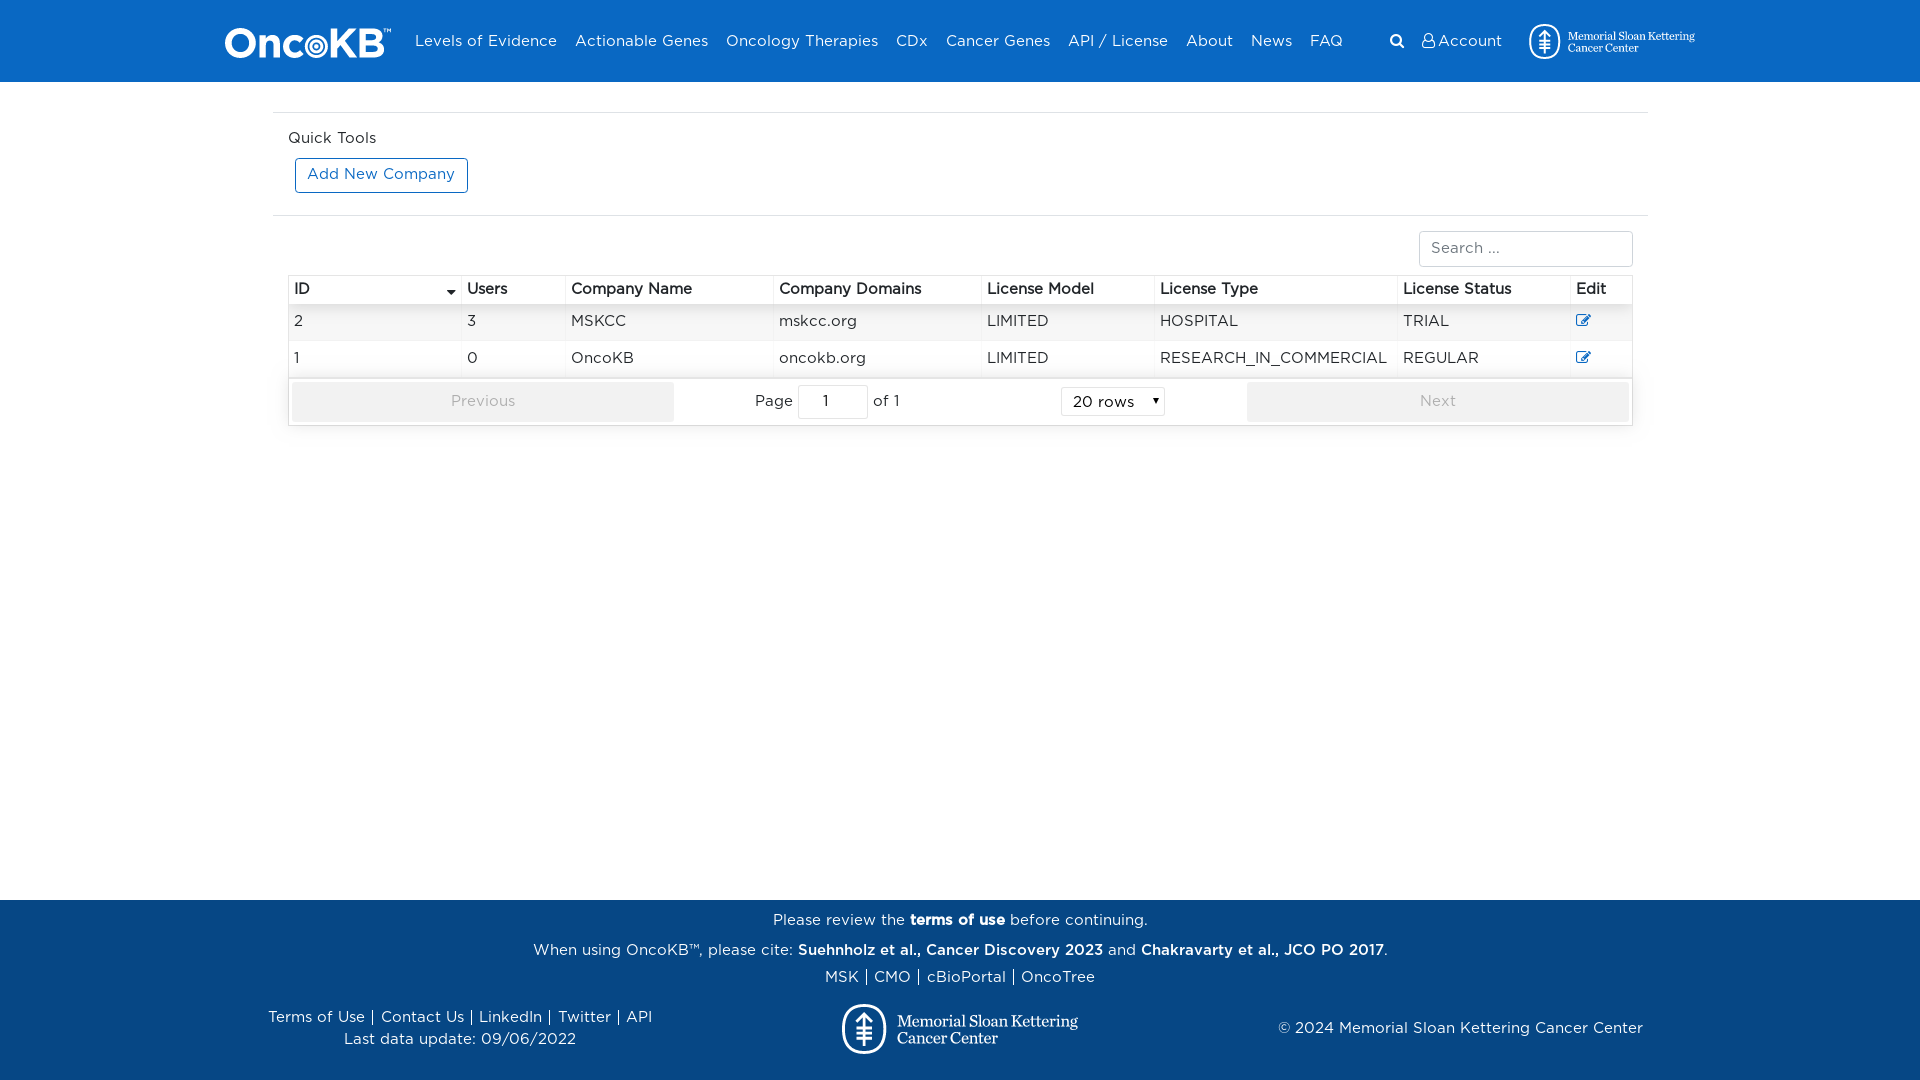 OncoKB™ Levels of Evidence Actionable Genes Oncology Therapies CDx Cancer Genes API / License About News FAQ Account Memorial Sloan Kettering
Cancer Center
Quick Tools
Add New Company
Search ...
ID Users Company Name Company Domains License Model License Type License Status Edit
2 3 MSKCC mskcc.org LIMITED HOSPITAL TRIAL
1 0 OncoKB oncokb.org LIMITED RESEARCH_IN_COMMERCIAL REGULAR
Previous Page 1 of 1 20 rows Next
Please review the terms of use before continuing.
When using OncoKB™, please cite: Suehnholz et al., Cancer Discovery 2023 and Chakravarty et al., JCO PO 2017.
MSK | CMO | cBioPortal | OncoTree
Terms of Use | Contact Us | LinkedIn | Twitter | API
Last data update: 09/06/2022
Memorial Sloan Kettering
Cancer Center
© 2024 Memorial Sloan Kettering Cancer Center